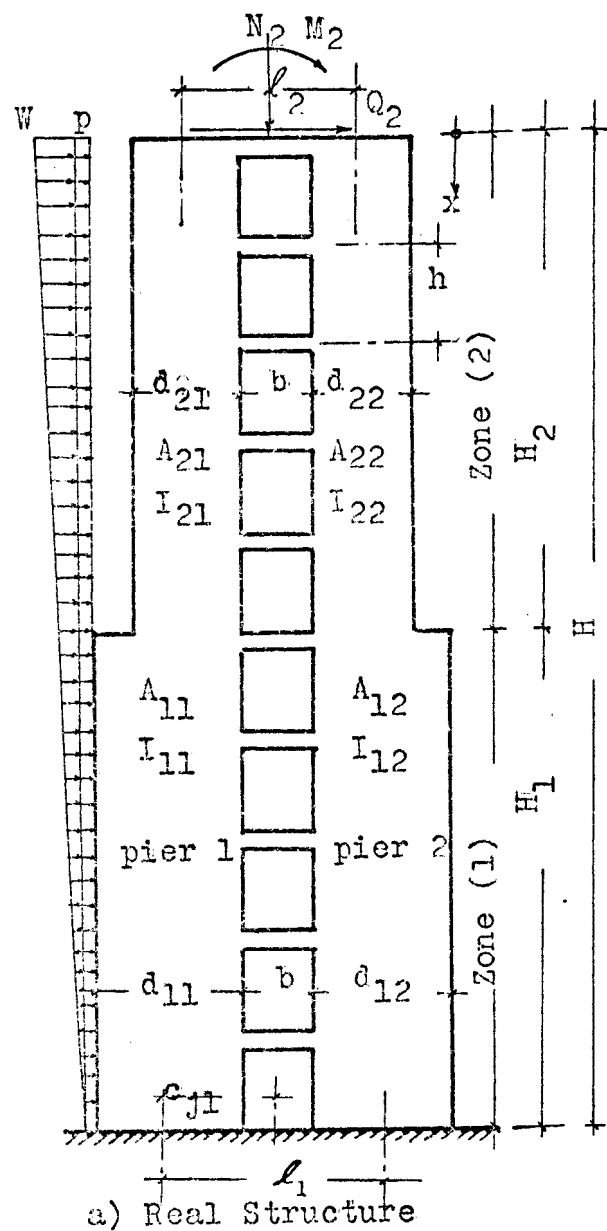 N2 M2
ℓ2
W p
Q2
x
h
d21 b d22
A21 A22
I21 I22
Zone (2)
H2
H
A11 A12
I11 I12
H1
pier 1 pier 2
Zone (1)
d11 b d12
cj1
ℓ1
a) Real Structure